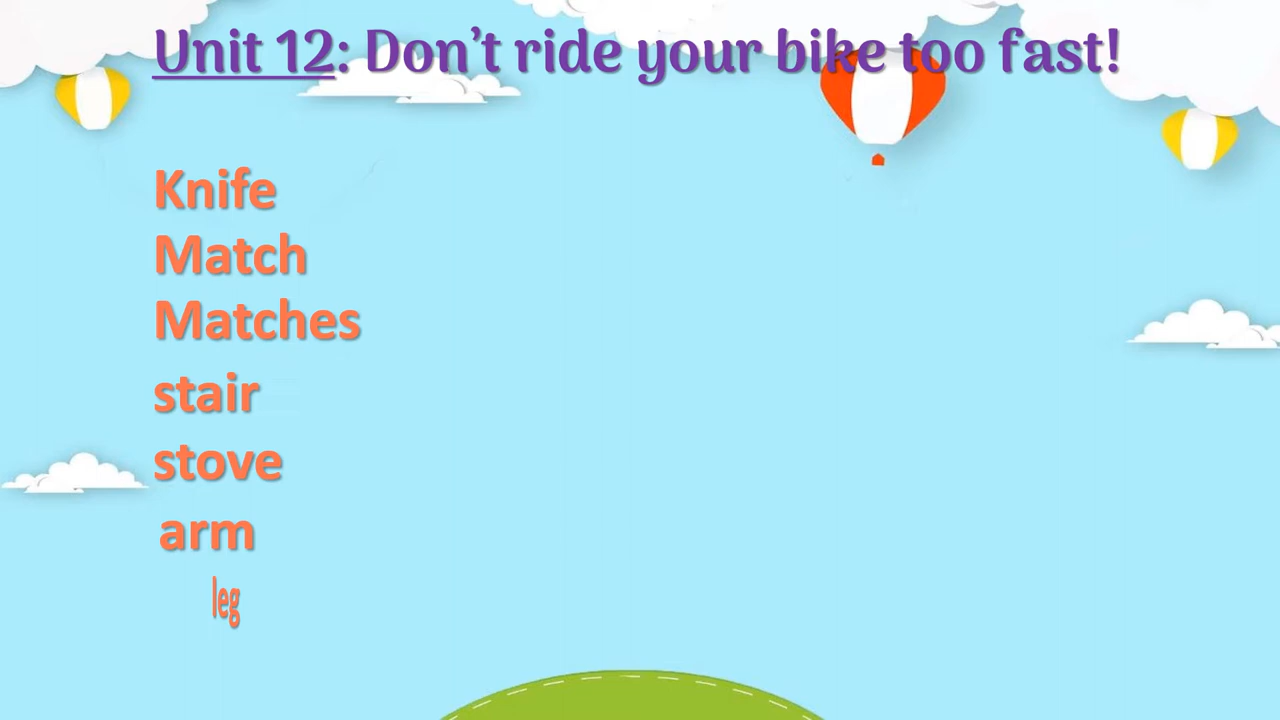 Unit 12: Don't ride your bike too fast!
Knife
Match
Matches
stair
stove
arm
leg